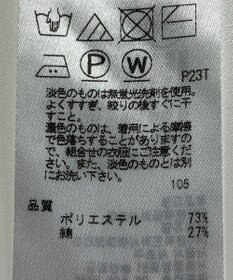 P W
P23T
淡色のものは無蛍光洗剤を使用。
よくすすぎ、絞りの後すぐに干
すこと。
濃色のものは、着用による摩擦
で色落ちすることがありますの
で、組合せの衣服にご注意くだ
さい。また、淡色のものとは別
にお洗い下さい。
105
品質
ポリエステル 73%
綿 27%